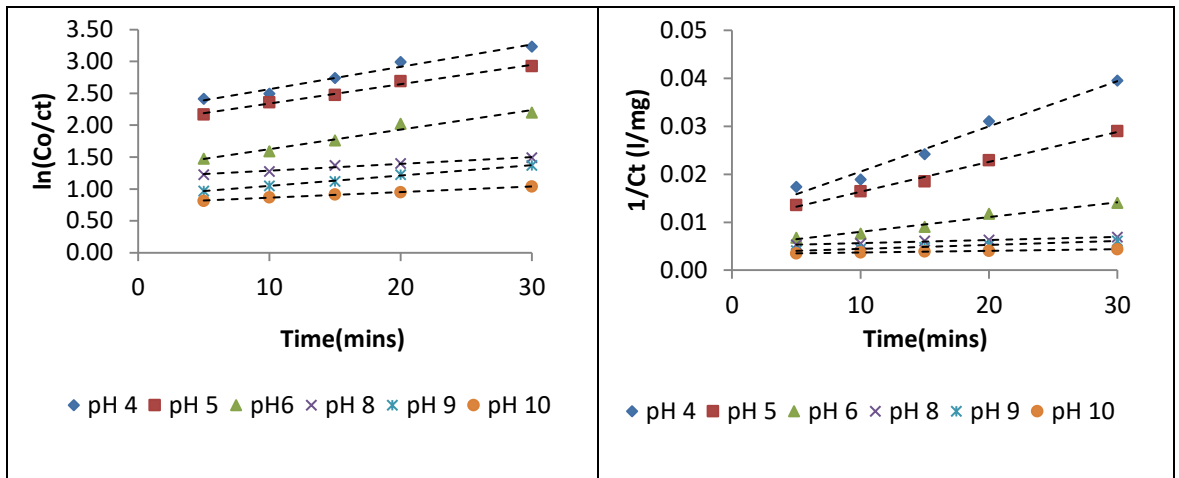 3.50
3.00
2.50
2.00
1.50
1.00
0.50
0.00
ln(Co/ct)
0 10 20 30
Time(mins)
pH 4 pH 5 pH6 pH 8 pH 9 pH 10
0.05
0.04
0.03
0.02
0.01
0.00
1/Ct (l/mg)
0 10 20 30
Time(mins)
pH 4 pH 5 pH 6 pH 8 pH 9 pH 10